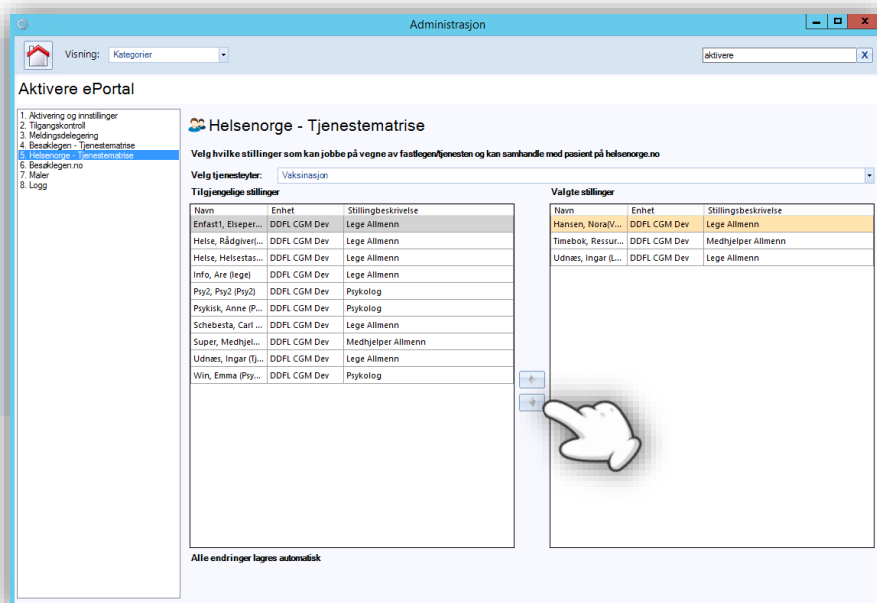 Administrasjon
Visning: Kategorier aktivere X
Aktivere ePortal
1. Aktivering og innstillinger
2. Tilgangskontroll
3. Meldingsdelegering
4. Besøklegen - Tjenestematrise
5. Helsenorge - Tjenestematrise
6. Besøklegen.no
7. Maler
8. Logg
Helsenorge - Tjenestematrise
Velg hvilke stillinger som kan jobbe på vegne av fastlegen/tjenesten og kan samhandle med pasient på helsenorge.no
Velg tjenesteyter: Vaksinasjon
Tilgjengelige stillinger
Navn Enhet Stillingbeskrivelse
Enfast1, Elseper... DDFL CGM Dev Lege Allmenn
Helse, Rådgiver(... DDFL CGM Dev Lege Allmenn
Helse, Helsestas... DDFL CGM Dev Lege Allmenn
Info, Are (lege) DDFL CGM Dev Lege Allmenn
Psy2, Psy2 (Psy2) DDFL CGM Dev Psykolog
Psykisk, Anne (P... DDFL CGM Dev Psykolog
Schebesta, Carl ... DDFL CGM Dev Lege Allmenn
Super, Medhjel... DDFL CGM Dev Medhjelper Allmenn
Udnæs, Ingar (Tj... DDFL CGM Dev Lege Allmenn
Win, Emma (Psy... DDFL CGM Dev Psykolog
Valgte stillinger
Navn Enhet Stillingsbeskrivelse
Hansen, Nora(V... DDFL CGM Dev Lege Allmenn
Timebok, Ressur... DDFL CGM Dev Medhjelper Allmenn
Udnæs, Ingar (L... DDFL CGM Dev Lege Allmenn
Alle endringer lagres automatisk